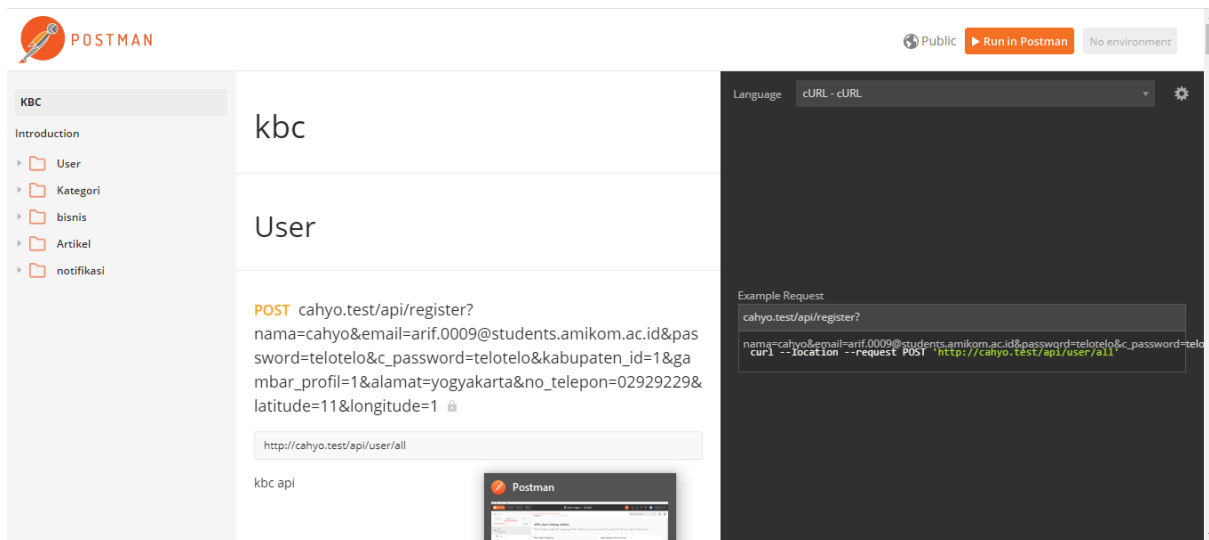 POSTMAN
Public
Run in Postman
No environment
KBC
Introduction
User
Kategori
bisnis
Artikel
notifikasi
kbc
User
POST cahyo.test/api/register?
nama=cahyo&email=arif.0009@students.amikom.ac.id&pas
sword=telotelo&c_password=telotelo&kabupaten_id=1&ga
mbar_profil=1&alamat=yogyakarta&no_telepon=02929229&
latitude=11&longitude=1
http://cahyo.test/api/user/all
kbc api
Postman
Language cURL - cURL
Example Request
cahyo.test/api/register?
nama=cahyo&email=arif.0009@students.amikom.ac.id&password=telotelo&c_password=telo
curl --location --request POST 'http://cahyo.test/api/user/all'